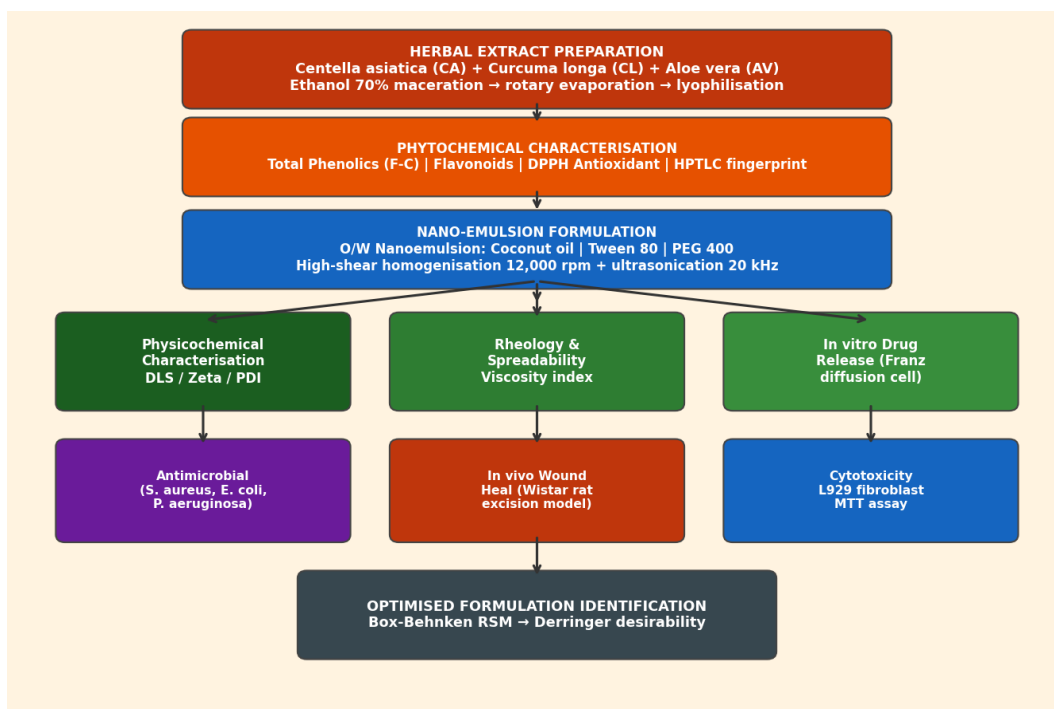 HERBAL EXTRACT PREPARATION
Centella asiatica (CA) + Curcuma longa (CL) + Aloe vera (AV)
Ethanol 70% maceration → rotary evaporation → lyophilisation
PHYTOCHEMICAL CHARACTERISATION
Total Phenolics (F-C) | Flavonoids | DPPH Antioxidant | HPTLC fingerprint
NANO-EMULSION FORMULATION
O/W Nanoemulsion: Coconut oil | Tween 80 | PEG 400
High-shear homogenisation 12,000 rpm + ultrasonication 20 kHz
Physicochemical
Characterisation
DLS / Zeta / PDI
Rheology &
Spreadability
Viscosity index
In vitro Drug
Release (Franz
diffusion cell)
Antimicrobial
(S. aureus, E. coli,
P. aeruginosa)
In vivo Wound
Heal (Wistar rat
excision model)
Cytotoxicity
L929 fibroblast
MTT assay
OPTIMISED FORMULATION IDENTIFICATION
Box-Behnken RSM → Derringer desirability